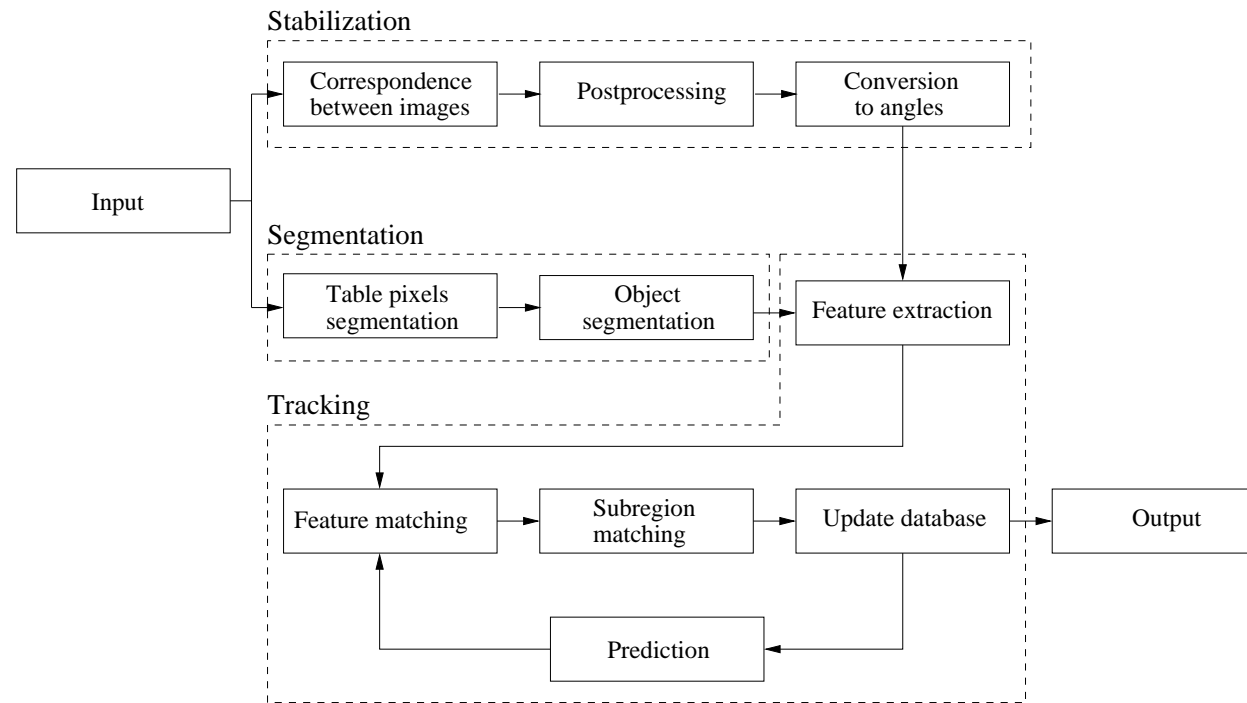 Stabilization
Correspondence
between images
Postprocessing
Conversion
to angles
Input
Segmentation
Table pixels
segmentation
Object
segmentation
Feature extraction
Tracking
Feature matching
Subregion
matching
Update database
Output
Prediction